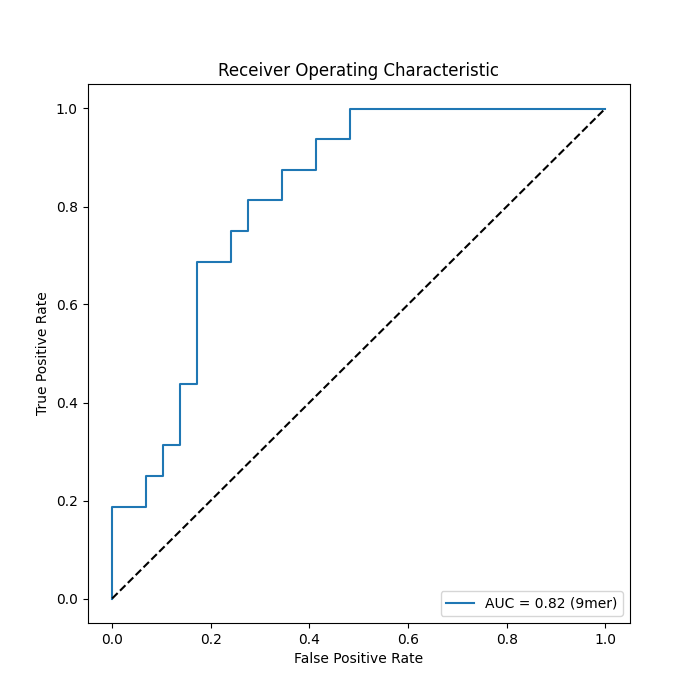 Receiver Operating Characteristic
True Positive Rate
1.0
0.8
0.6
0.4
0.2
0.0
AUC = 0.82 (9mer)
0.0 0.2 0.4 0.6 0.8 1.0
False Positive Rate